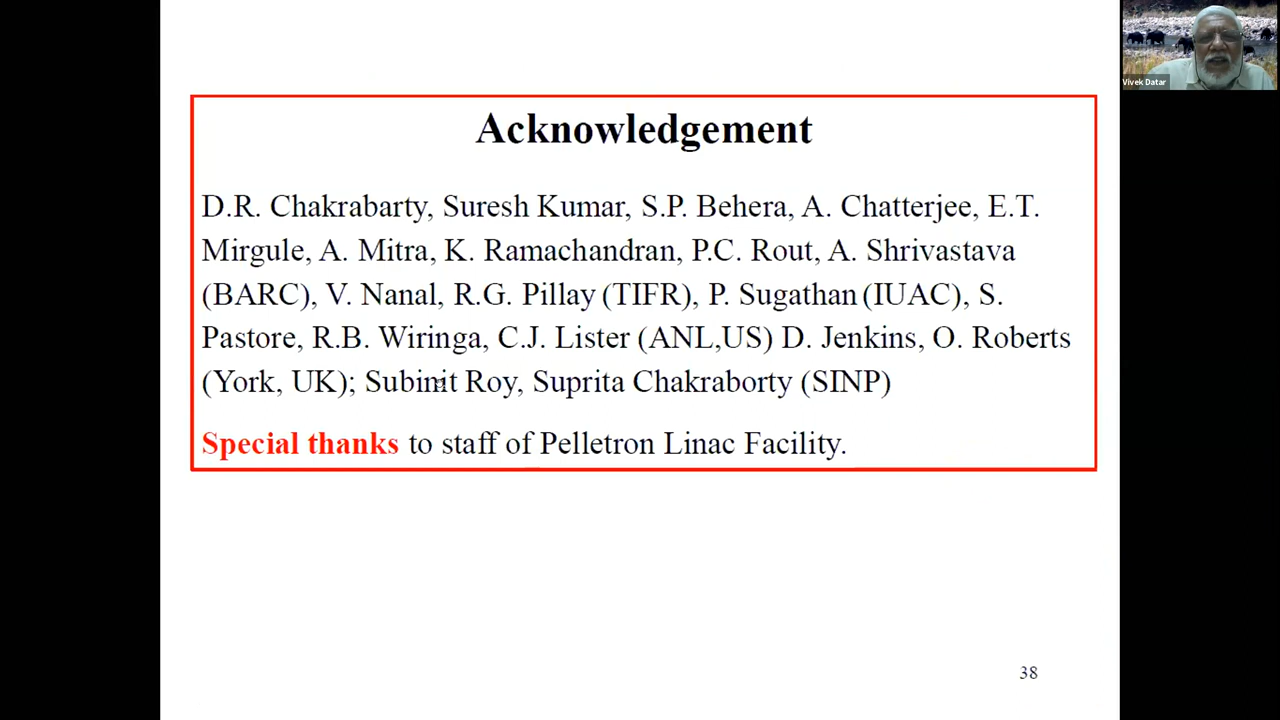 Acknowledgement
D.R. Chakrabarty, Suresh Kumar, S.P. Behera, A. Chatterjee, E.T.
Mirgule, A. Mitra, K. Ramachandran, P.C. Rout, A. Shrivastava
(BARC), V. Nanal, R.G. Pillay (TIFR), P. Sugathan (IUAC), S.
Pastore, R.B. Wiringa, C.J. Lister (ANL,US) D. Jenkins, O. Roberts
(York, UK); Subinit Roy, Suprita Chakraborty (SINP)
Special thanks to staff of Pelletron Linac Facility.
38
Vivek Datar